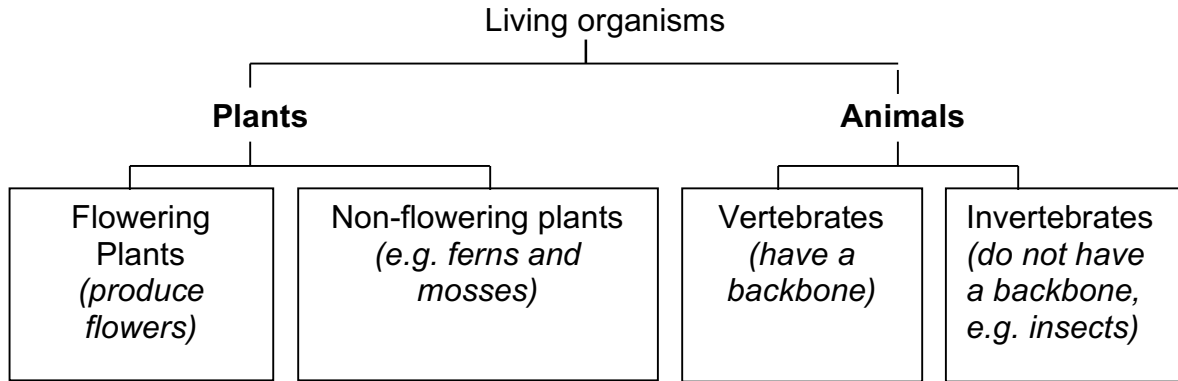 Living organisms
Plants
Animals
Flowering
Plants
(produce
flowers)
Non-flowering plants
(e.g. ferns and
mosses)
Vertebrates
(have a
backbone)
Invertebrates
(do not have
a backbone,
e.g. insects)